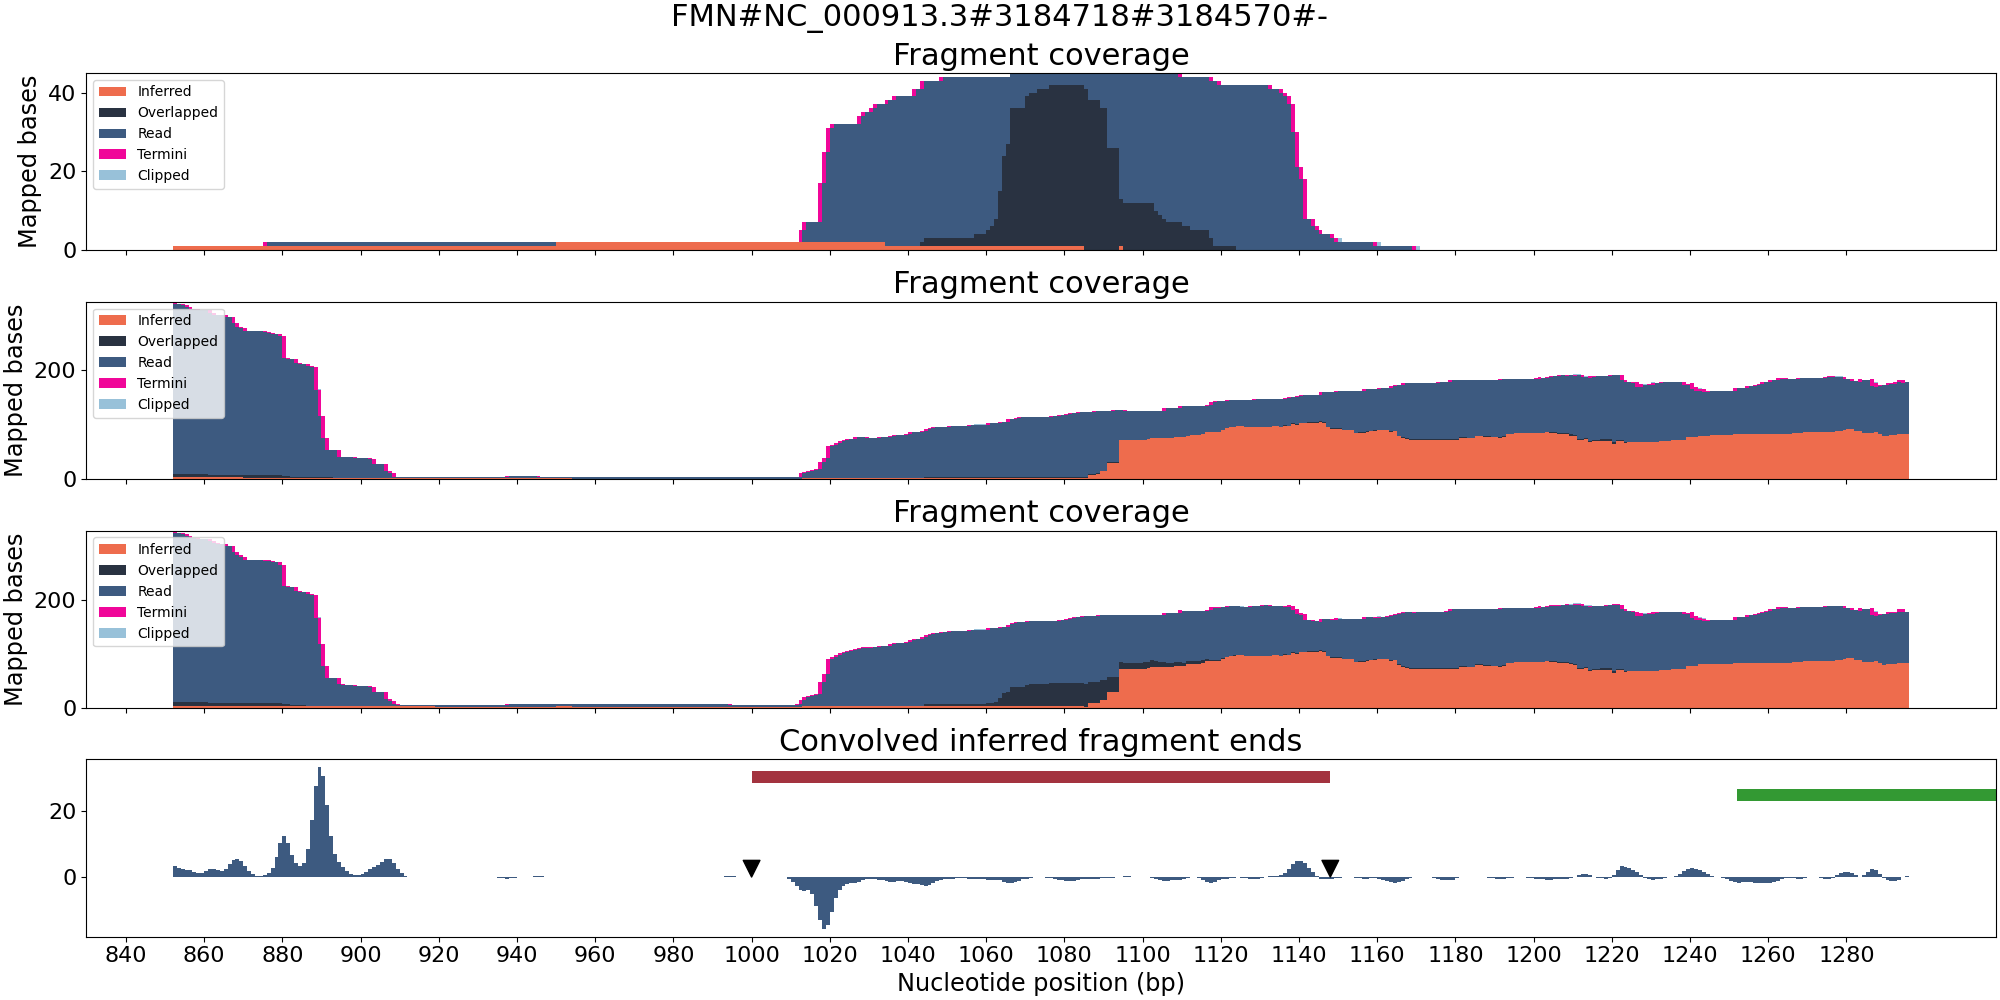 FMN#NC_000913.3#3184718#3184570#-
Fragment coverage
Mapped bases
40
20
0
Inferred
Overlapped
Read
Termini
Clipped
Fragment coverage
Mapped bases
200
0
Inferred
Overlapped
Read
Termini
Clipped
Fragment coverage
Mapped bases
200
0
Inferred
Overlapped
Read
Termini
Clipped
Convolved inferred fragment ends
20
0
840 860 880 900 920 940 960 980 1000 1020 1040 1060 1080 1100 1120 1140 1160 1180 1200 1220 1240 1260 1280
Nucleotide position (bp)